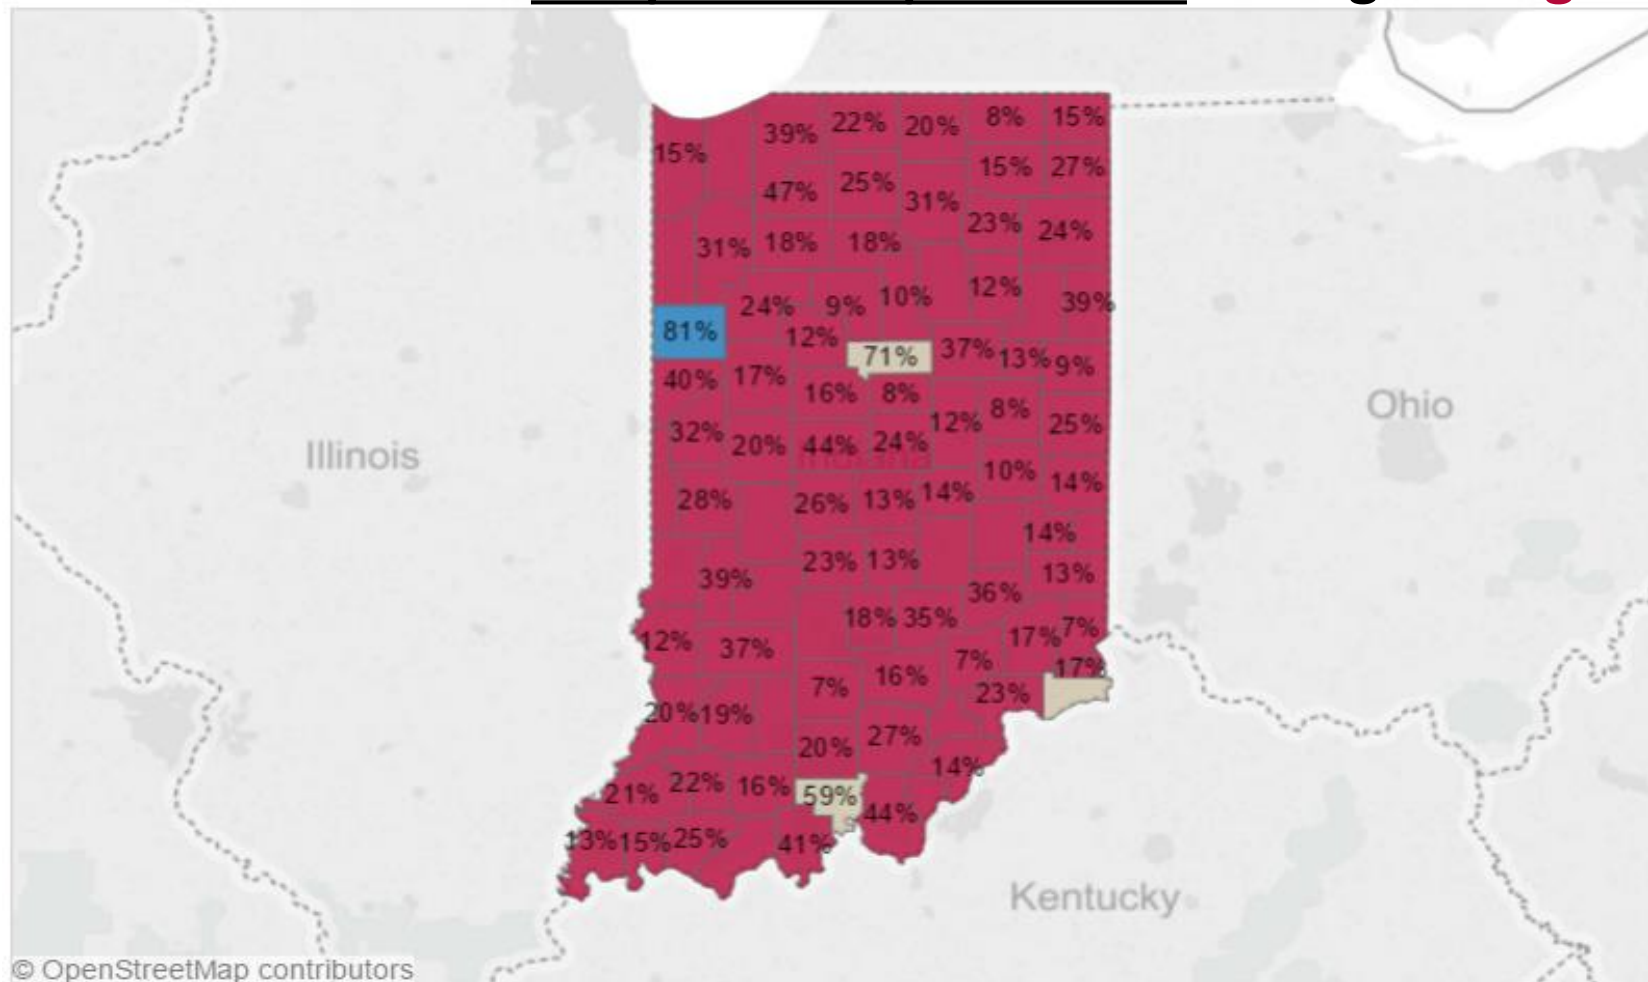 39% 22% 20% 8% 15%
15%
15% 27%
47% 25%
31%
23% 24%
31% 18% 18%
12%
24% 9% 10% 39%
81% 12%
71% 37% 13% 9%
40% 17%
16% 8%
12% 8% 25%
32% 20% 44% 24%
10%
14%
28% 26% 13% 14%
14%
23% 13%
39% 13%
36%
18% 35%
12% 37% 17% 7%
7% 17%
16%
7% 23%
20% 19%
20% 27%
14%
21% 22% 16% 59%
44%
13% 15% 25% 41%
Illinois
Ohio
Kentucky
© OpenStreetMap contributors